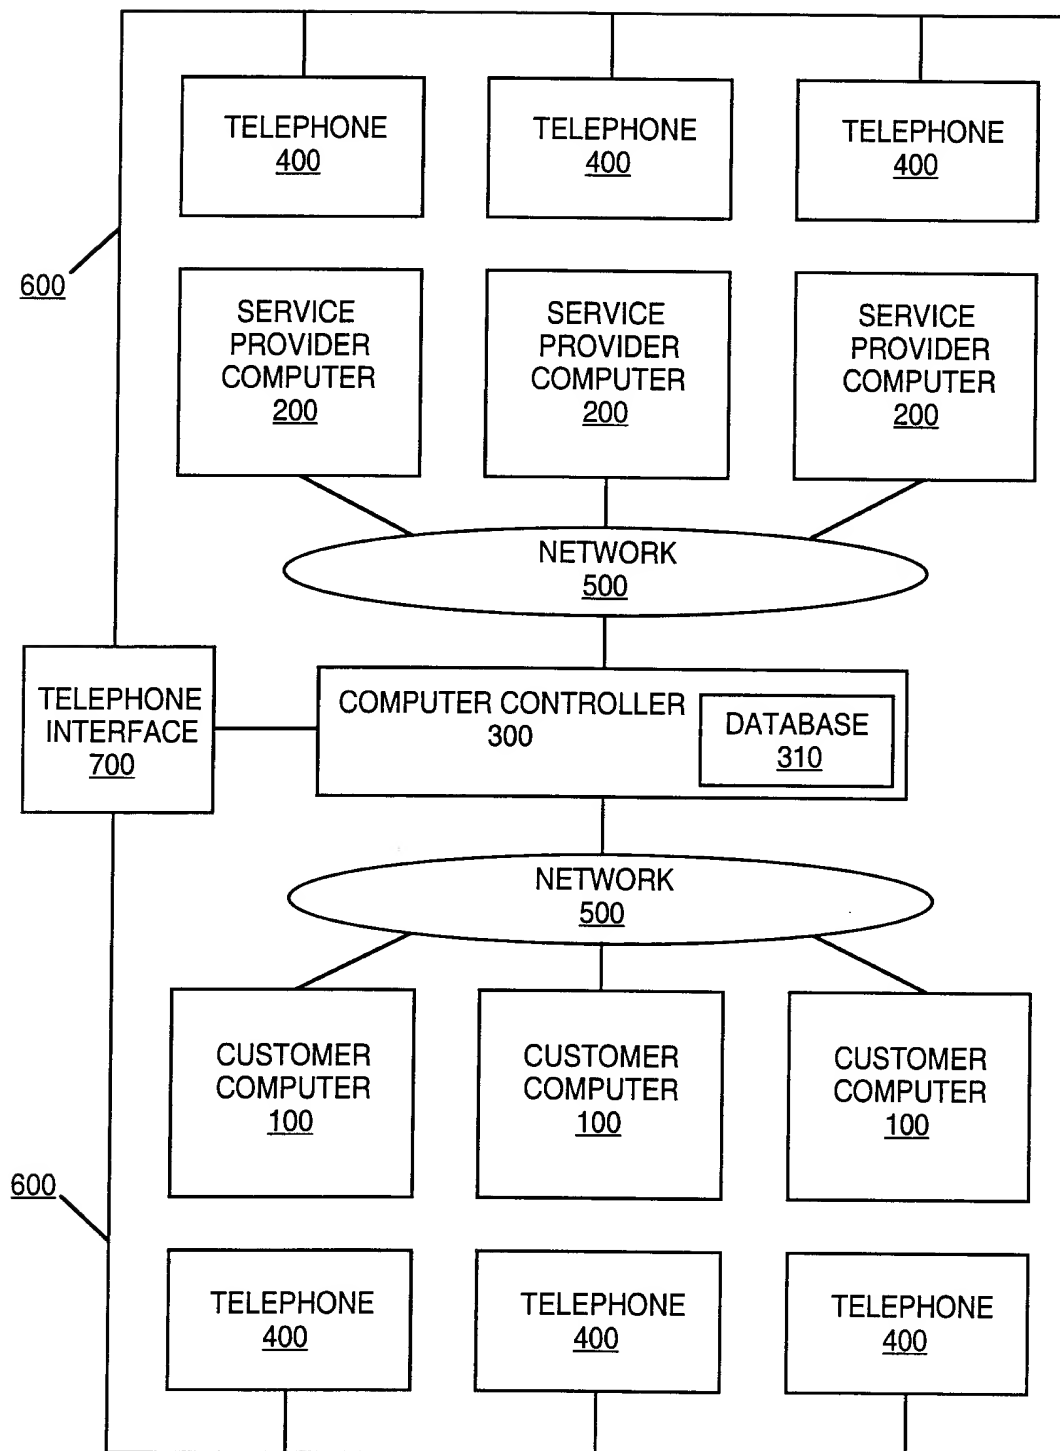 TELEPHONE
400
TELEPHONE
400
TELEPHONE
400
600
SERVICE
PROVIDER
COMPUTER
200
SERVICE
PROVIDER
COMPUTER
200
SERVICE
PROVIDER
COMPUTER
200
NETWORK
500
TELEPHONE
INTERFACE
700
COMPUTER CONTROLLER
300
DATABASE
310
NETWORK
500
CUSTOMER
COMPUTER
100
CUSTOMER
COMPUTER
100
CUSTOMER
COMPUTER
100
600
TELEPHONE
400
TELEPHONE
400
TELEPHONE
400